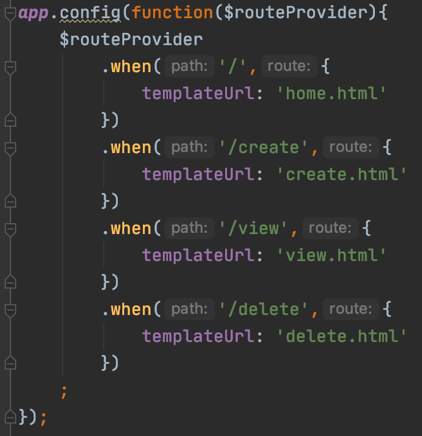 app.config(function($routeProvider){
    $routeProvider
        .when( path: '/', route: {
            templateUrl: 'home.html'
        })
        .when( path: '/create', route: {
            templateUrl: 'create.html'
        })
        .when( path: '/view', route: {
            templateUrl: 'view.html'
        })
        .when( path: '/delete', route: {
            templateUrl: 'delete.html'
        })
    ;
});